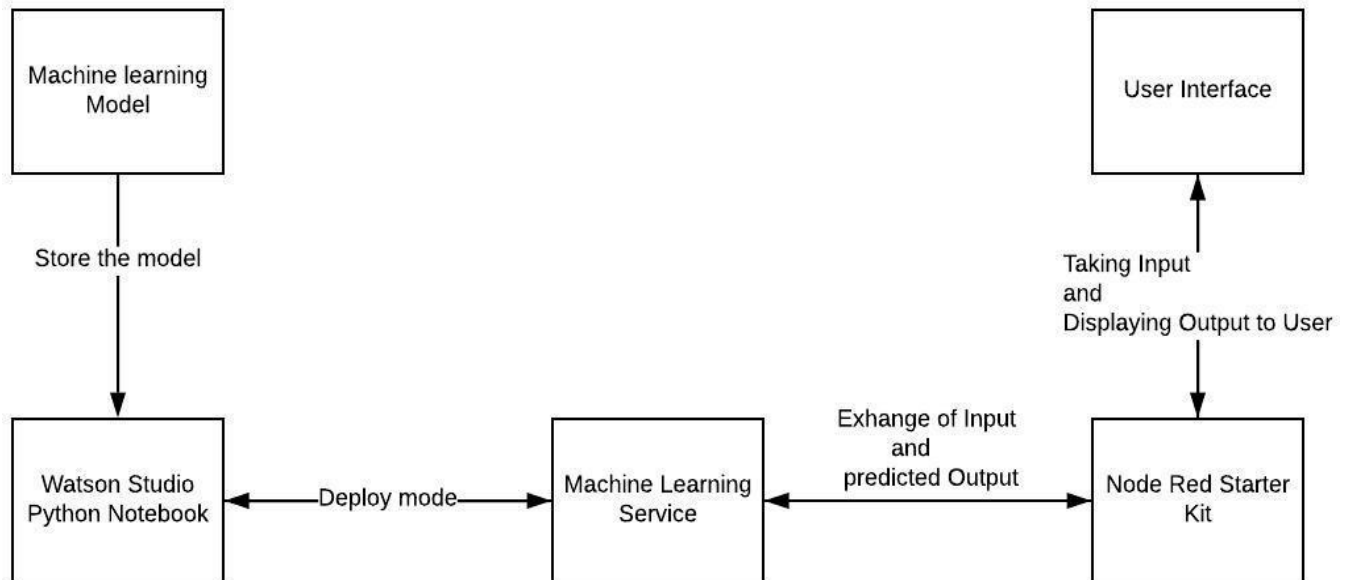 Machine learning
Model
User Interface
Store the model
Taking Input
and
Displaying Output to User
Exhange of Input
and
predicted Output
Watson Studio
Python Notebook
Deploy mode
Machine Learning
Service
Node Red Starter
Kit